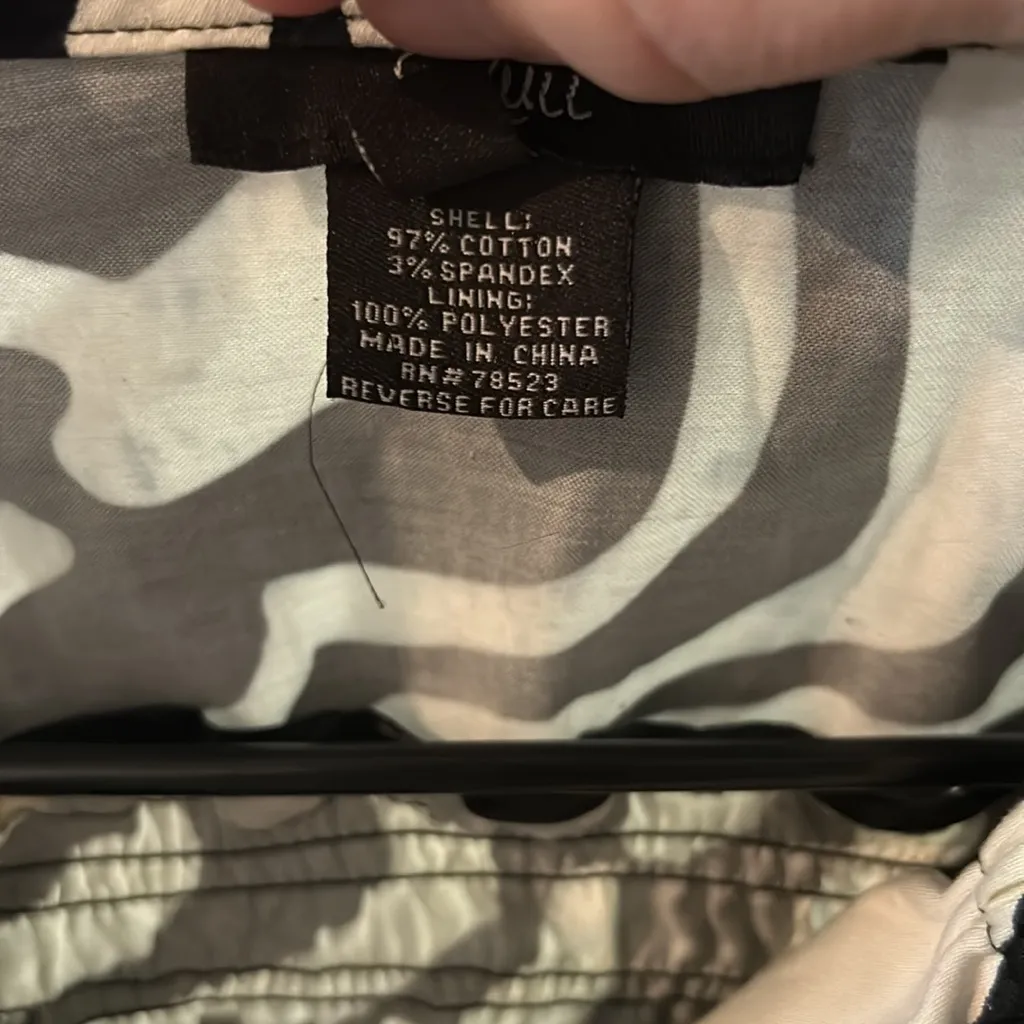 SHELL:
97% COTTON
3% SPANDEX
LINING:
100% POLYESTER
MADE IN CHINA
RN# 78523
REVERSE FOR CARE